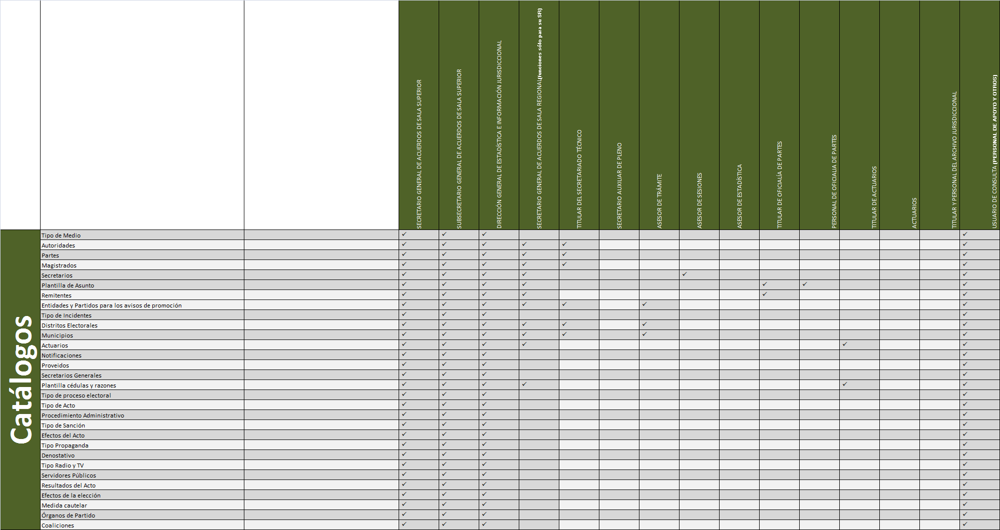 SECRETARIO GENERAL DE ACUERDOS DE SALA SUPERIOR
SUBSECRETARIO GENERAL DE ACUERDOS DE SALA SUPERIOR
DIRECCIÓN GENERAL DE ESTADÍSTICA E INFORMACIÓN JURISDICCIONAL
SECRETARIO GENERAL DE ACUERDOS DE SALA REGIONAL(funciones sólo para su SR)
TITULAR DEL SECRETARIADO TÉCNICO
SECRETARIO AUXILIAR DE PLENO
ASESOR DE TRÁMITE
ASESOR DE SESIONES
ASESOR DE ESTADÍSTICA
TITULAR DE OFICIALÍA DE PARTES
PERSONAL DE OFICIALIA DE PARTES
TITULAR DE ACTUARIOS
ACTUARIOS
TITULAR Y PERSONAL DEL ARCHIVO JURISDICCIONAL
USUARIO DE CONSULTA (PERSONAL DE APOYO Y OTROS)
Catálogos
Tipo de Medio ✓ ✓ ✓ ✓
Autoridades ✓ ✓ ✓ ✓ ✓ ✓
Partes ✓ ✓ ✓ ✓ ✓ ✓
Magistrados ✓ ✓ ✓ ✓ ✓ ✓
Secretarios ✓ ✓ ✓ ✓ ✓ ✓
Plantilla de Asunto ✓ ✓ ✓ ✓ ✓ ✓ ✓
Remitentes ✓ ✓ ✓ ✓ ✓ ✓
Entidades y Partidos para los avisos de promoción ✓ ✓ ✓ ✓ ✓ ✓ ✓
Tipo de Incidentes ✓ ✓ ✓ ✓
Distritos Electorales ✓ ✓ ✓ ✓ ✓ ✓ ✓
Municipios ✓ ✓ ✓ ✓ ✓ ✓ ✓
Actuarios ✓ ✓ ✓ ✓ ✓ ✓
Notificaciones ✓ ✓ ✓ ✓
Proveidos ✓ ✓ ✓ ✓
Secretarios Generales ✓ ✓ ✓ ✓
Plantilla cédulas y razones ✓ ✓ ✓ ✓ ✓ ✓
Tipo de proceso electoral ✓ ✓ ✓ ✓
Tipo de Acto ✓ ✓ ✓ ✓
Procedimiento Administrativo ✓ ✓ ✓ ✓
Tipo de Sanción ✓ ✓ ✓ ✓
Efectos del Acto ✓ ✓ ✓ ✓
Tipo Propaganda ✓ ✓ ✓ ✓
Denostativo ✓ ✓ ✓ ✓
Tipo Radio y TV ✓ ✓ ✓ ✓
Servidores Públicos ✓ ✓ ✓ ✓
Resultados del Acto ✓ ✓ ✓ ✓
Efectos de la elección ✓ ✓ ✓ ✓
Medida cautelar ✓ ✓ ✓ ✓
Órganos de Partido ✓ ✓ ✓ ✓
Coaliciones ✓ ✓ ✓ ✓